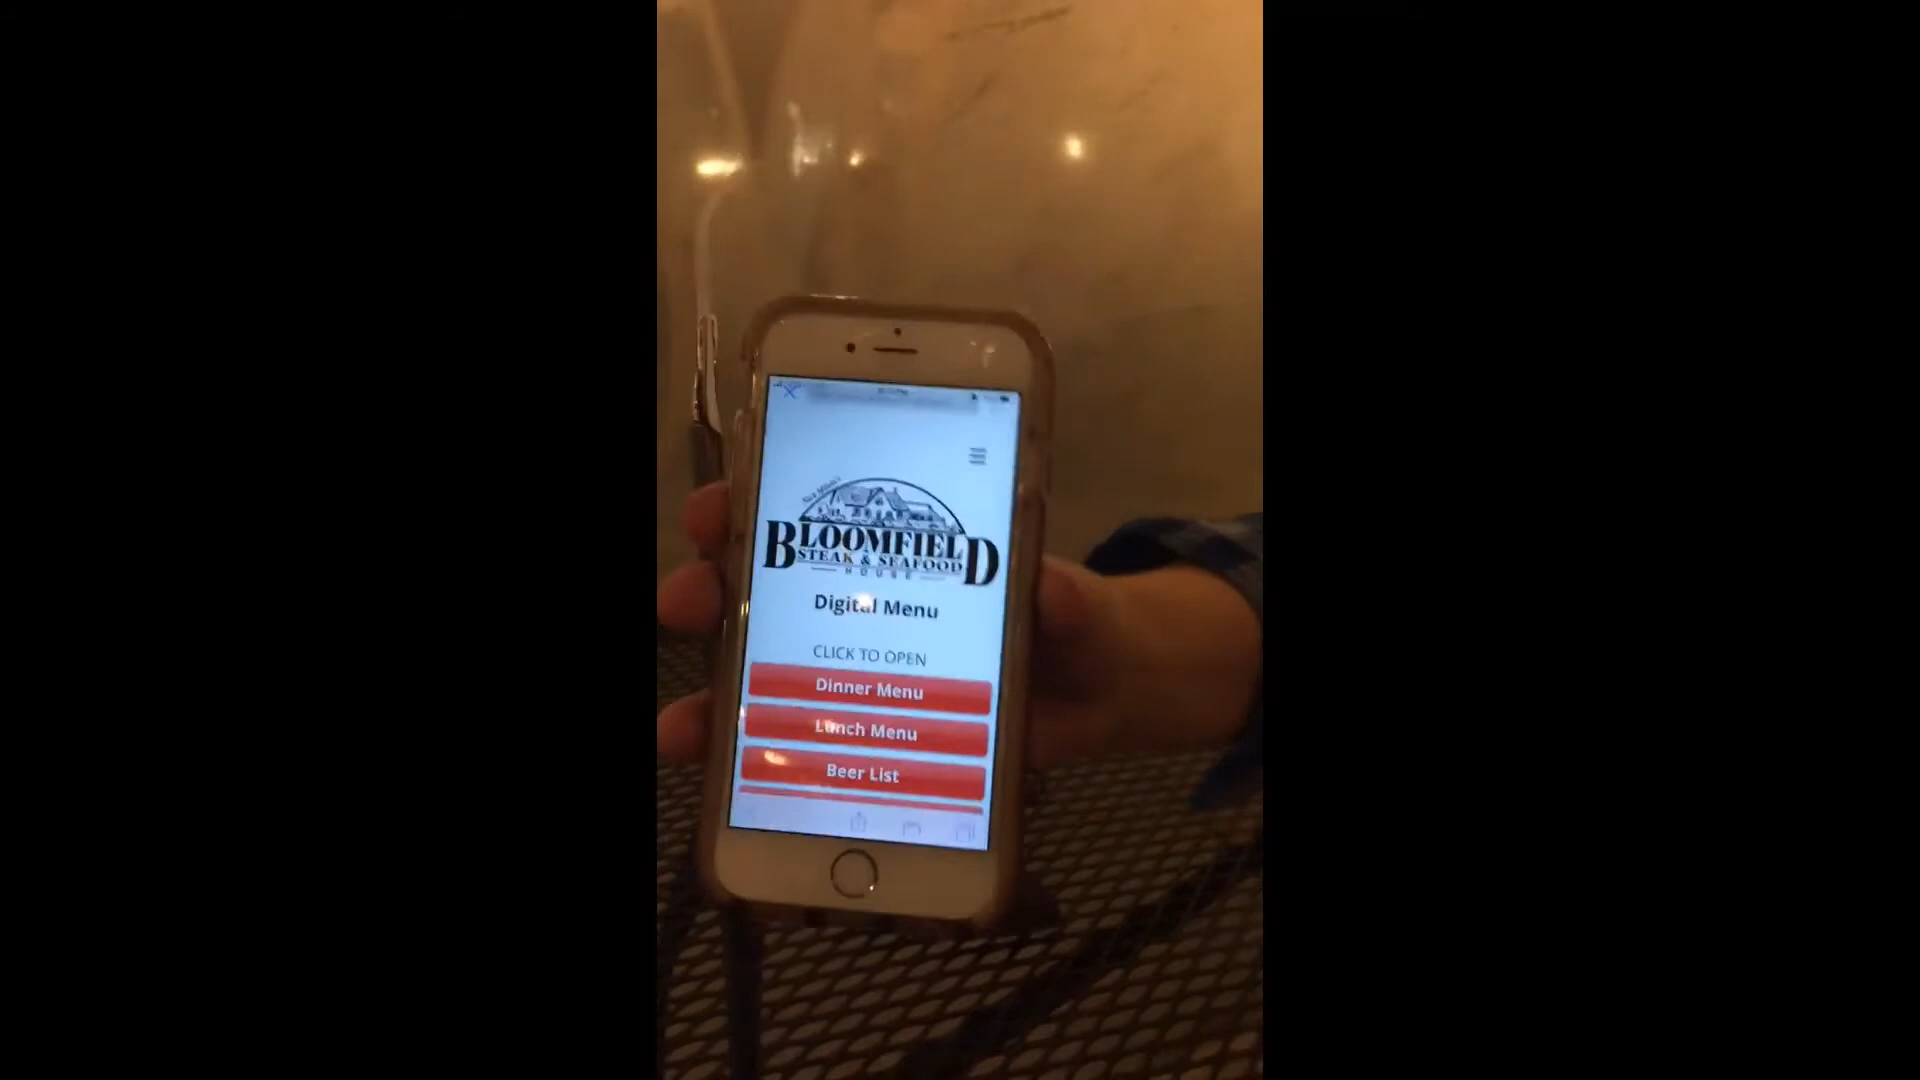 BLOOMFIELD
STEAK & SEAFOOD
HOUSE
Digital Menu
CLICK TO OPEN
Dinner Menu
Lunch Menu
Beer List